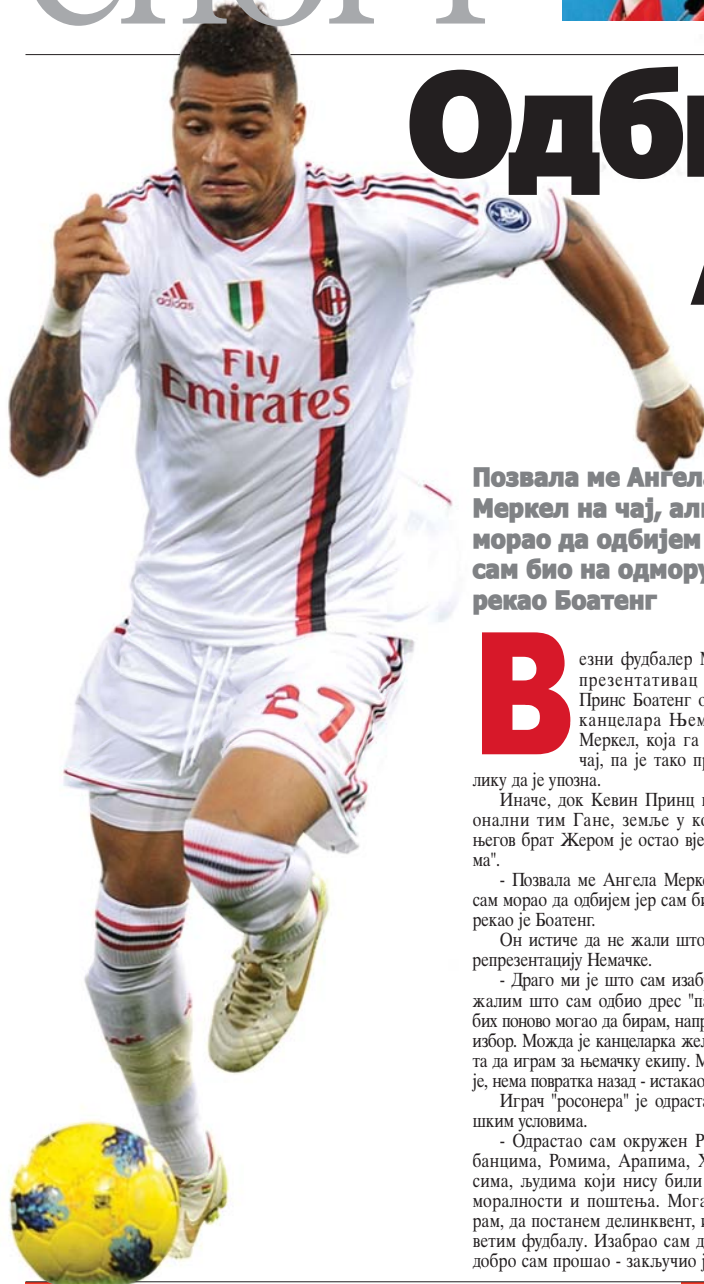 СПОРТ
Одби
Fly
Emirates
adidas
27
Позвала ме Ангела
Меркел на чај, али
морао да одбијем
сам био на одмору
рекао Боатенг
Везни фудбалер
презентативац
Принс Боатенг
канцелара Њем
Меркел, која га
чај, па је тако пр
лику да је упозна.
Иначе, док Кевин Принц
онални тим Гане, земље у ко
његов брат Жером је остао вје
ма".
- Позвала ме Ангела Мерке
сам морао да одбијем јер сам би
рекао је Боатенг.
Он истиче да не жали што
репрезентацију Немачке.
- Драго ми је што сам изаб
жалим што сам одбио дрес "па
бих поново могао да бирам, напр
избор. Можда је канцеларка жел
та да играм за њемачку екипу. М
је, нема повратка назад - истакао
Играч "росонера" је одраста
шким условима.
- Одрастао сам окружен Р
банцима, Ромима, Арапима, Х
сима, људима који нису били
моралности и поштења. Мога
рам, да постанем делинквент, и
ветим фудбалу. Изабрао сам д
добро сам прошао - закључио ј